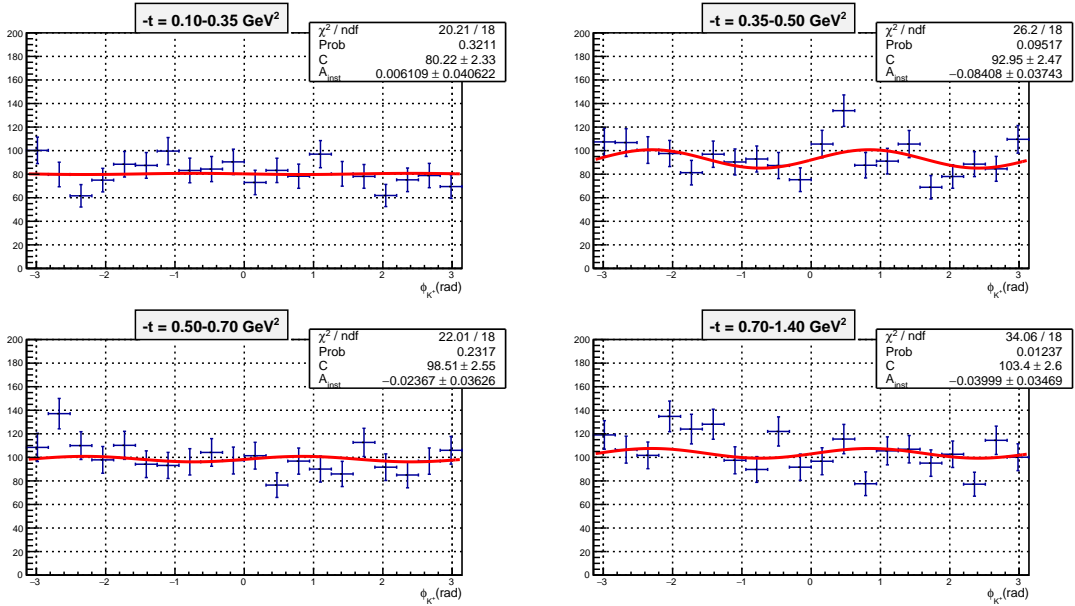 -t = 0.10-0.35 GeV²
χ² / ndf 20.21 / 18
Prob 0.3211
C 80.22 ± 2.33
A_inst 0.006109 ± 0.040622
200
180
160
140
120
100
80
60
40
20
0
−3 −2 −1 0 1 2 3
ϕ_K⁺(rad)
-t = 0.35-0.50 GeV²
χ² / ndf 26.2 / 18
Prob 0.09517
C 92.95 ± 2.47
A_inst −0.08408 ± 0.03743
200
180
160
140
120
100
80
60
40
20
0
−3 −2 −1 0 1 2 3
ϕ_K⁺(rad)
-t = 0.50-0.70 GeV²
χ² / ndf 22.01 / 18
Prob 0.2317
C 98.51 ± 2.55
A_inst −0.02367 ± 0.03626
200
180
160
140
120
100
80
60
40
20
0
−3 −2 −1 0 1 2 3
ϕ_K⁺(rad)
-t = 0.70-1.40 GeV²
χ² / ndf 34.06 / 18
Prob 0.01237
C 103.4 ± 2.6
A_inst −0.03999 ± 0.03469
200
180
160
140
120
100
80
60
40
20
0
−3 −2 −1 0 1 2 3
ϕ_K⁺(rad)